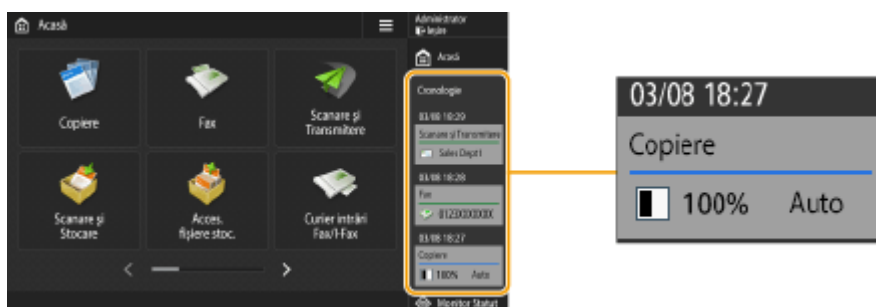 Acasă
Administrator
Ieșire
Acasă
Cronologie
Copiere
Fax
Scanare și
Transmitere
Scanare și
Stocare
Acces.
fișiere stoc.
Curier intrări
Fax/I-Fax
03/08 18:29
Scanare și Transmitere
Sales Dept1
03/08 18:28
Fax
0123XXXXXX
03/08 18:27
Copiere
100% Auto
Monitor Statut
03/08 18:27
Copiere
100% Auto